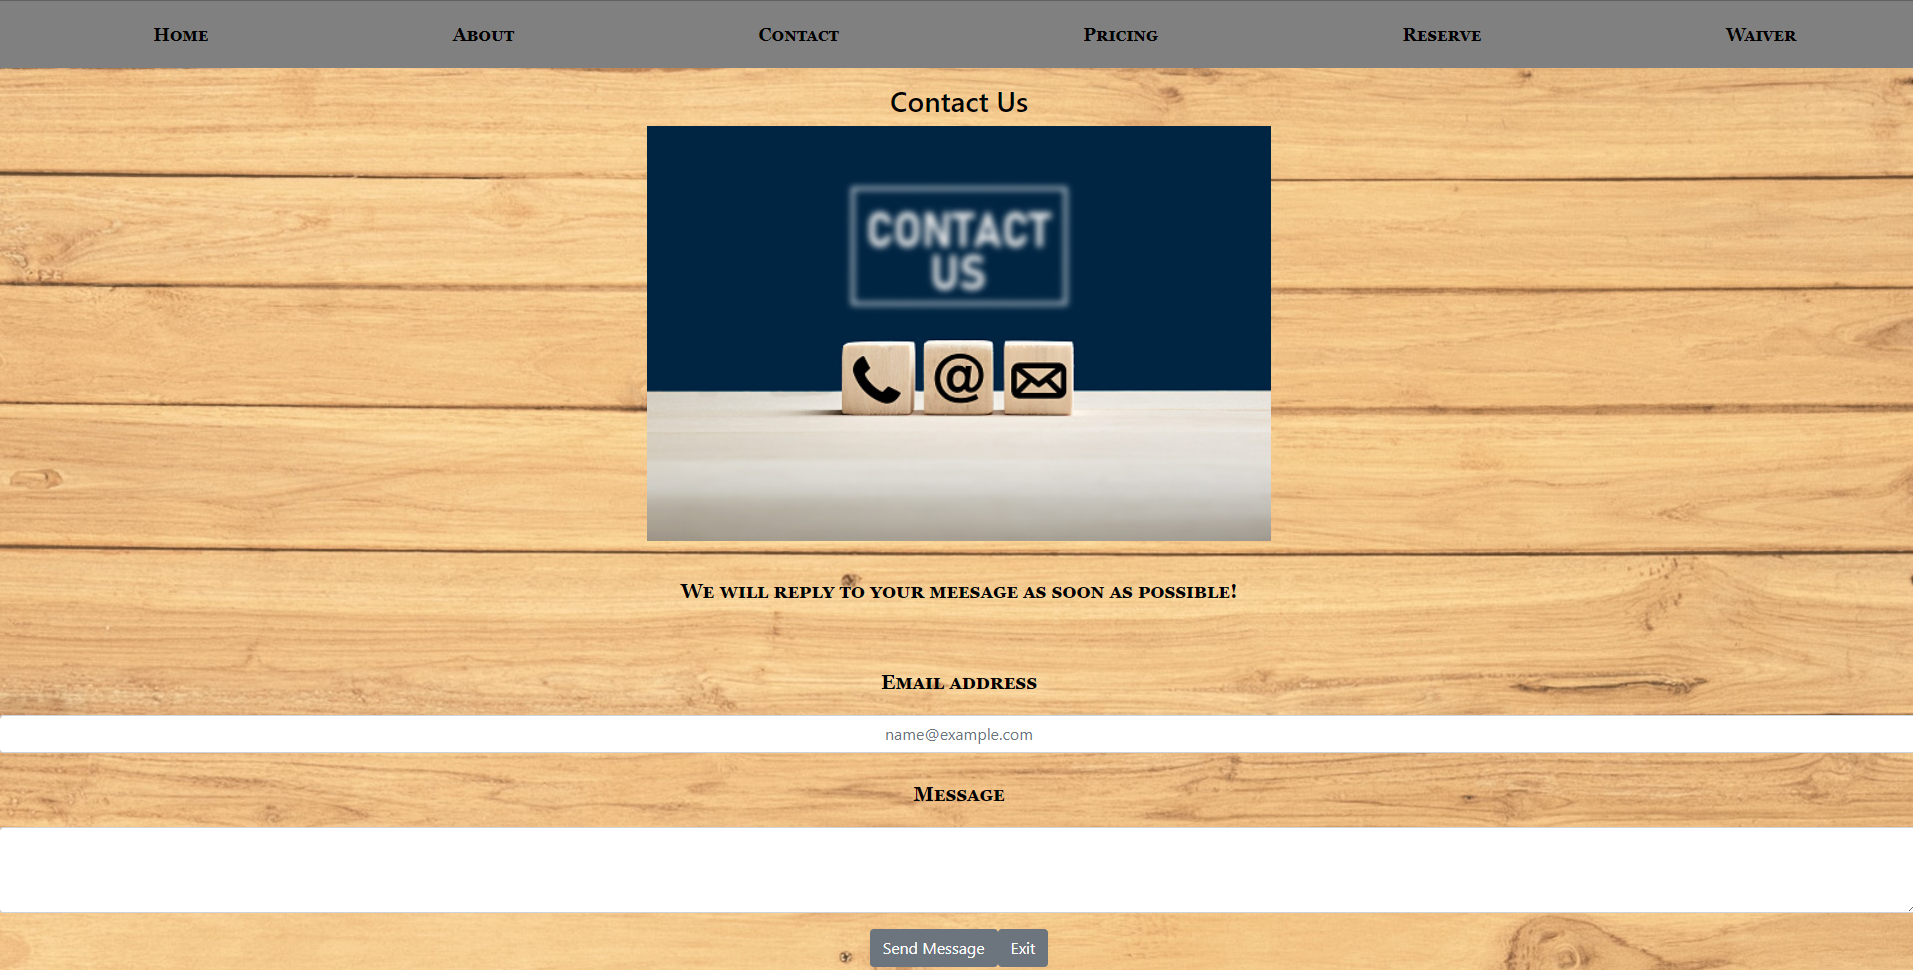 Home About Contact Pricing Reserve Waiver
Contact Us
CONTACT
US
@
We will reply to your meesage as soon as possible!
Email address
name@example.com
Message
Send Message Exit